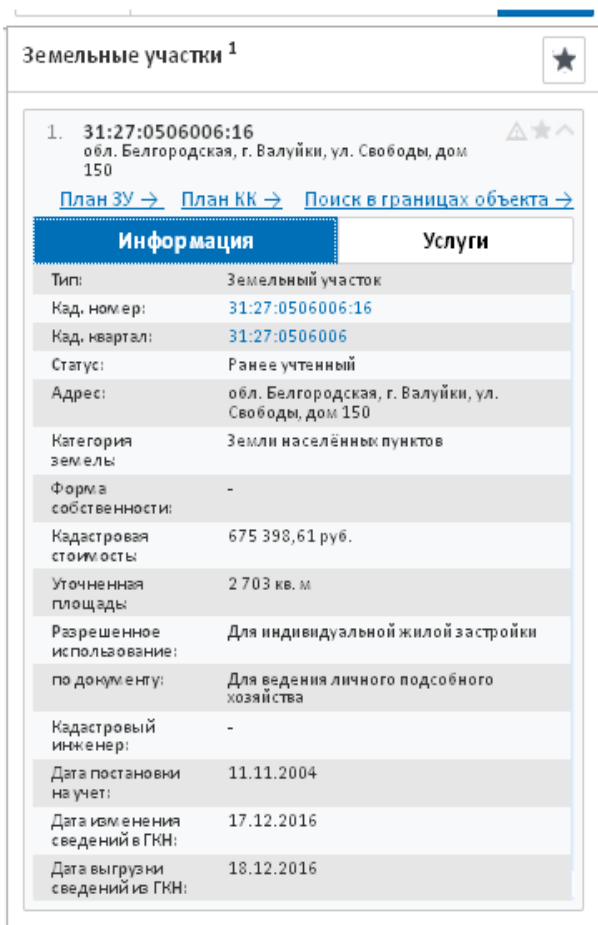 Земельные участки 1
1. 31:27:0506006:16
обл. Белгородская, г. Валуйки, ул. Свободы, дом
150
План ЗУ → План КК → Поиск в границах объекта →
Информация Услуги
Тип: Земельный участок
Кад. номер: 31:27:0506006:16
Кад. квартал: 31:27:0506006
Статус: Ранее учтенный
Адрес: обл. Белгородская, г. Валуйки, ул.
Свободы, дом 150
Категория Земли населённых пунктов
земель:
Форма -
собственности:
Кадастровая 675 398,61 руб.
стоимость:
Уточненная 2 703 кв. м
площадь:
Разрешенное Для индивидуальной жилой застройки
использование:
по документу: Для ведения личного подсобного
хозяйства
Кадастровый -
инженер:
Дата постановки 11.11.2004
на учет:
Дата изменения 17.12.2016
сведений в ГКН:
Дата выгрузки 18.12.2016
сведений из ГКН: